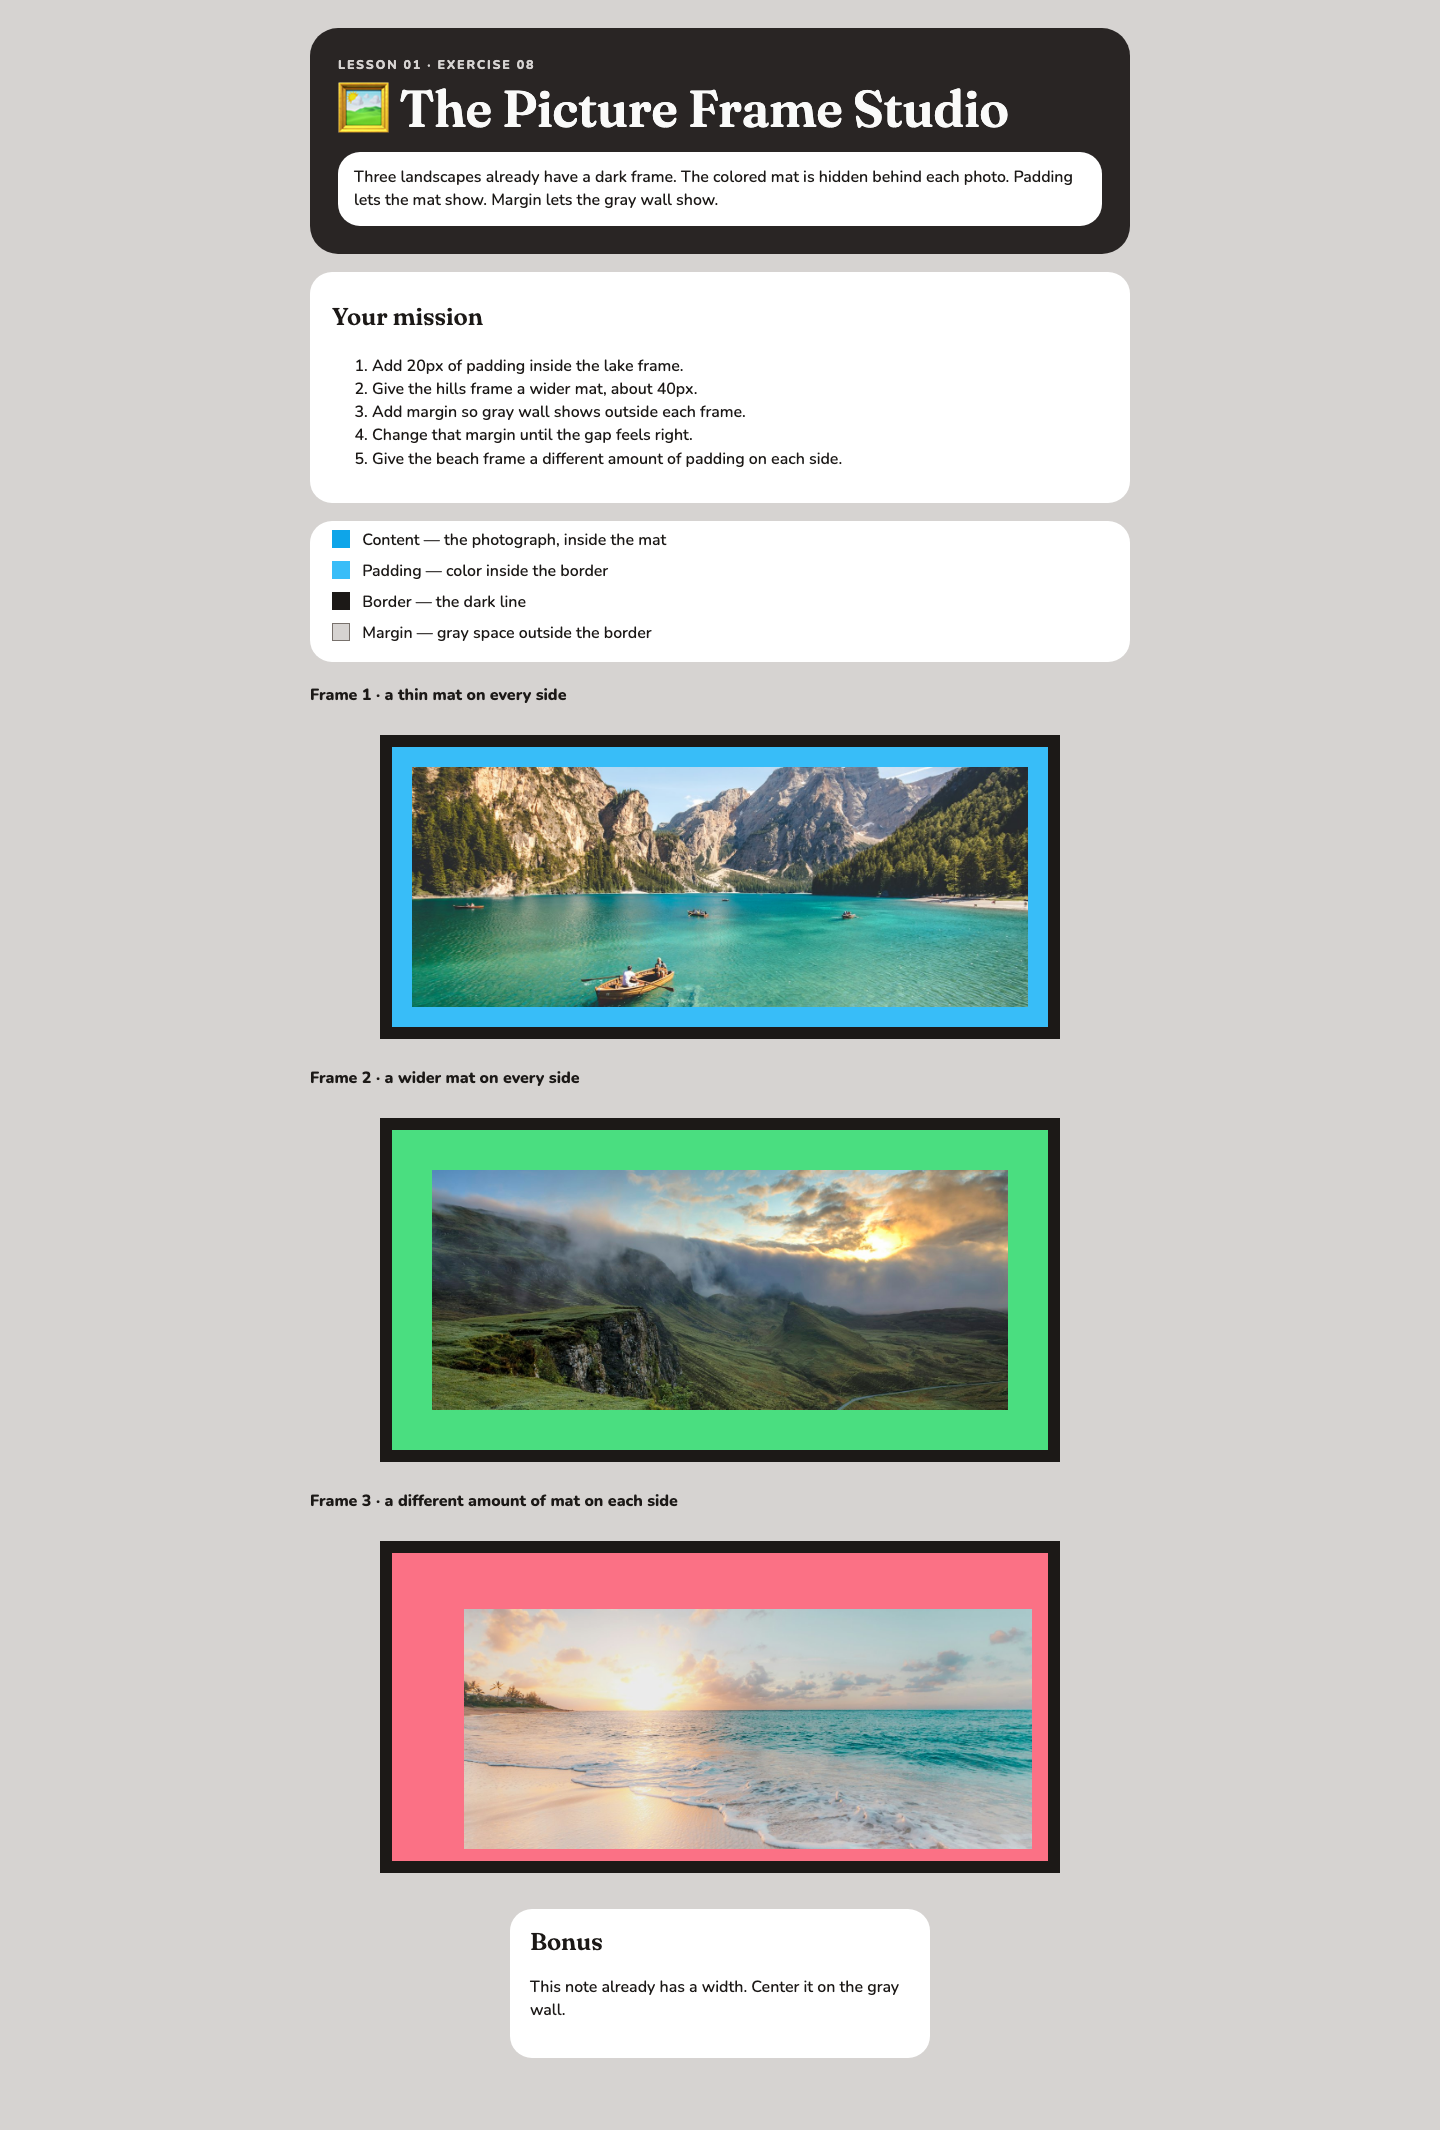 LESSON 01 · EXERCISE 08
The Picture Frame Studio
Three landscapes already have a dark frame. The colored mat is hidden behind each photo. Padding
lets the mat show. Margin lets the gray wall show.
Your mission
1. Add 20px of padding inside the lake frame.
2. Give the hills frame a wider mat, about 40px.
3. Add margin so gray wall shows outside each frame.
4. Change that margin until the gap feels right.
5. Give the beach frame a different amount of padding on each side.
Content — the photograph, inside the mat
Padding — color inside the border
Border — the dark line
Margin — gray space outside the border
Frame 1 · a thin mat on every side
Frame 2 · a wider mat on every side
Frame 3 · a different amount of mat on each side
Bonus
This note already has a width. Center it on the gray
wall.